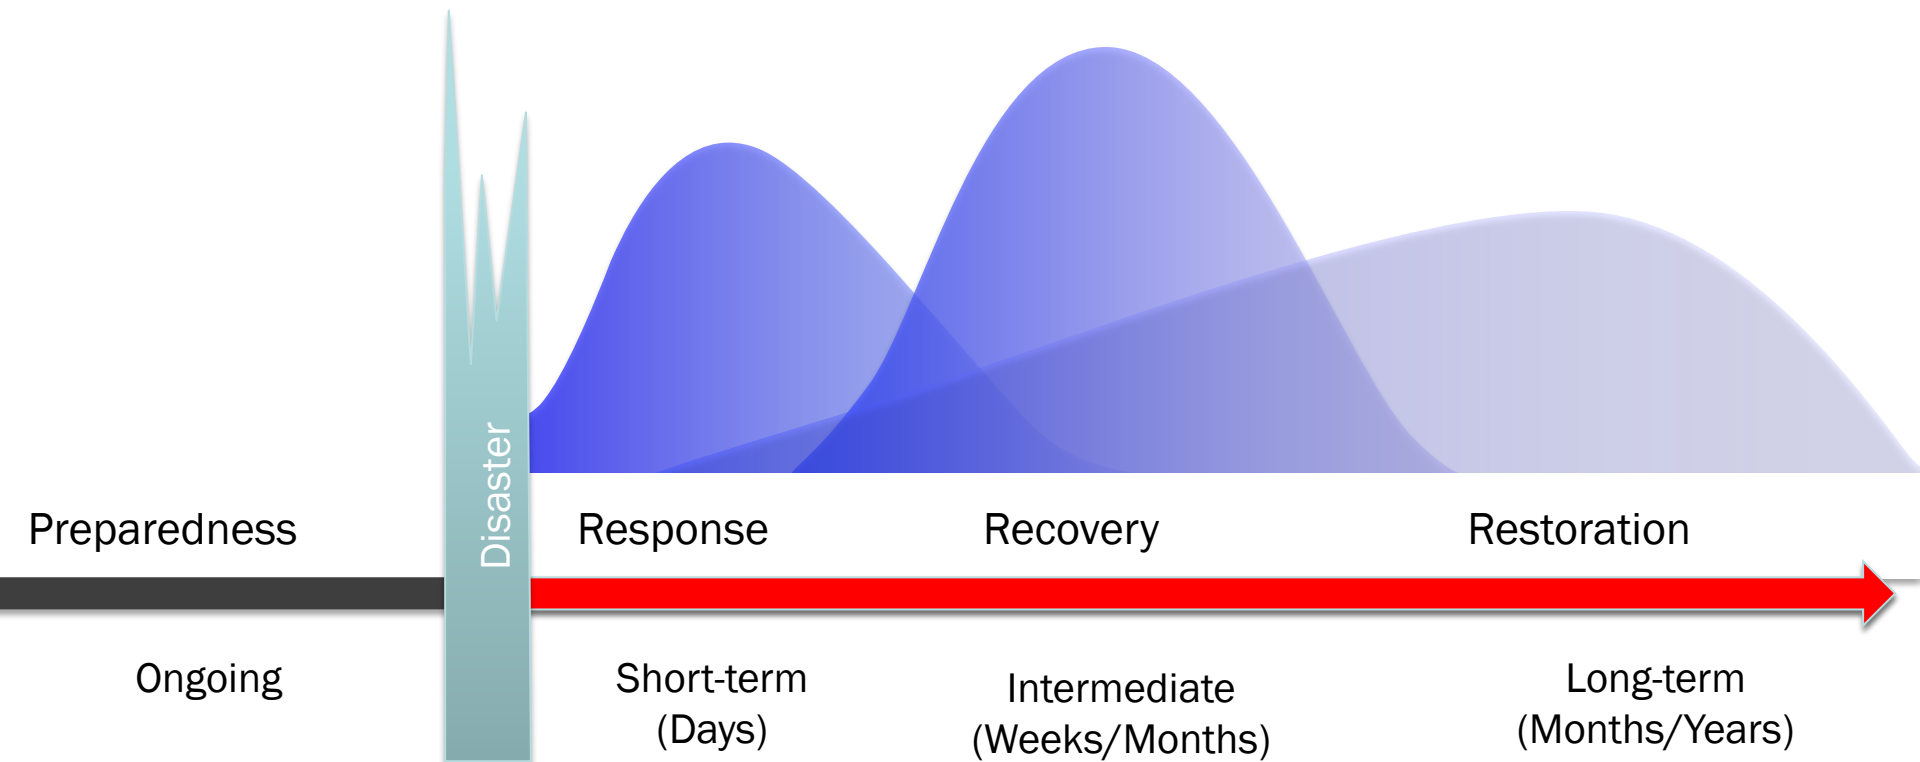 Disaster
Preparedness
Response
Recovery
Restoration
Ongoing
Short-term
(Days)
Intermediate
(Weeks/Months)
Long-term
(Months/Years)